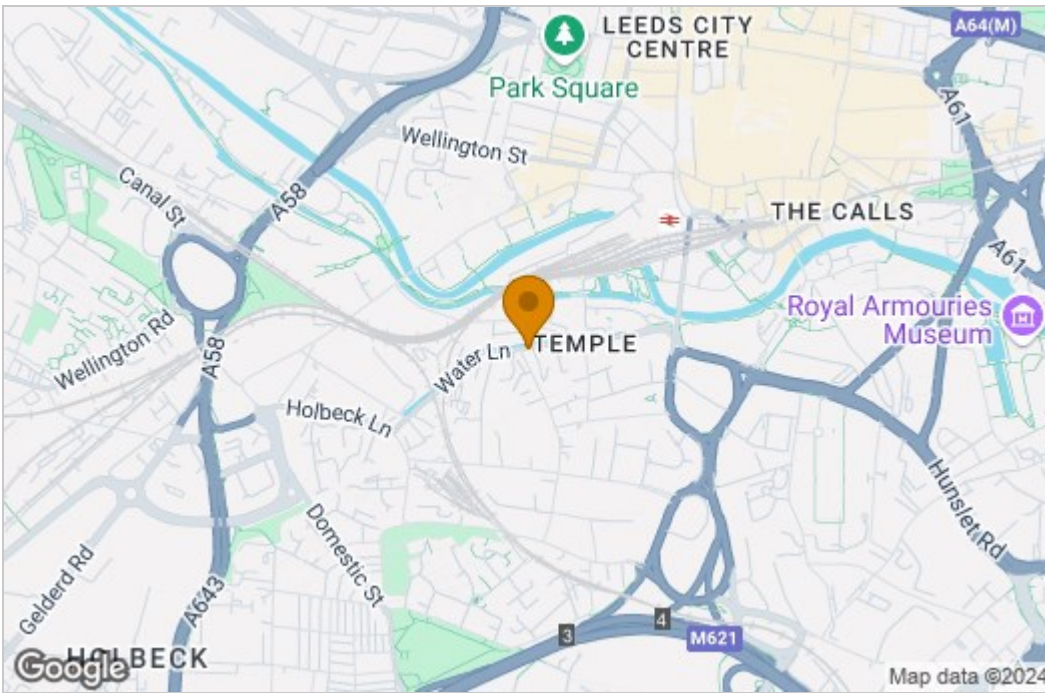 LEEDS CITY
CENTRE
A64(M)
Park Square
A61
Wellington St
Canal St
A58
THE CALLS
A61
Royal Armouries
Museum
Wellington Rd
A58
Water Ln
TEMPLE
Holbeck Ln
Hunslet Rd
Domestic St
Gelderd Rd
A643
3
4
M621
HOLBECK
Google
Map data ©2024